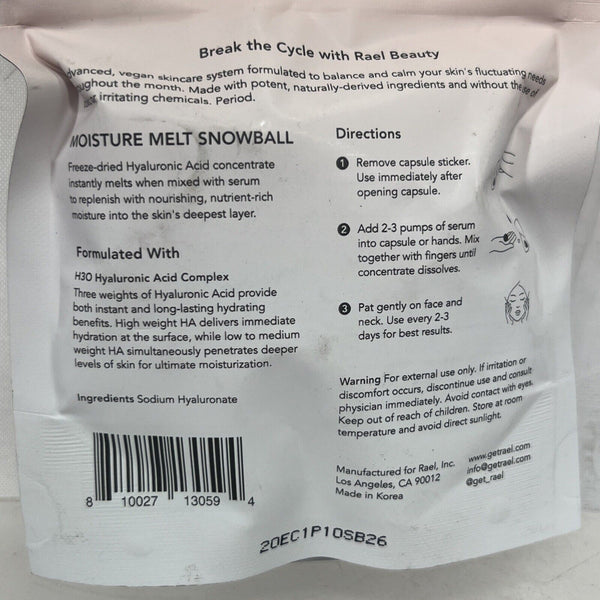 Break the Cycle with Rael Beauty
vanced, vegan skincare system formulated to balance and calm your skin's fluctuating needs
oughout the month. Made with potent, naturally-derived ingredients and without the use of
irritating chemicals. Period.
MOISTURE MELT SNOWBALL
Freeze-dried Hyaluronic Acid concentrate
instantly melts when mixed with serum
to replenish with nourishing, nutrient-rich
moisture into the skin's deepest layer.
Formulated With
H3O Hyaluronic Acid Complex
Three weights of Hyaluronic Acid provide
both instant and long-lasting hydrating
benefits. High weight HA delivers immediate
hydration at the surface, while low to medium
weight HA simultaneously penetrates deeper
levels of skin for ultimate moisturization.
Ingredients Sodium Hyaluronate
8 10027 13059 4
Directions
1 Remove capsule sticker.
Use immediately after
opening capsule.
2 Add 2-3 pumps of serum
into capsule or hands. Mix
together with fingers until
concentrate dissolves.
3 Pat gently on face and
neck. Use every 2-3
days for best results.
Warning For external use only. If irritation or
discomfort occurs, discontinue use and consult
physician immediately. Avoid contact with eyes.
Keep out of reach of children. Store at room
temperature and avoid direct sunlight.
Manufactured for Rael, Inc.
Los Angeles, CA 90012
Made in Korea
www.getrael.com
info@getrael.com
@get_rael
20EC1P10SB26